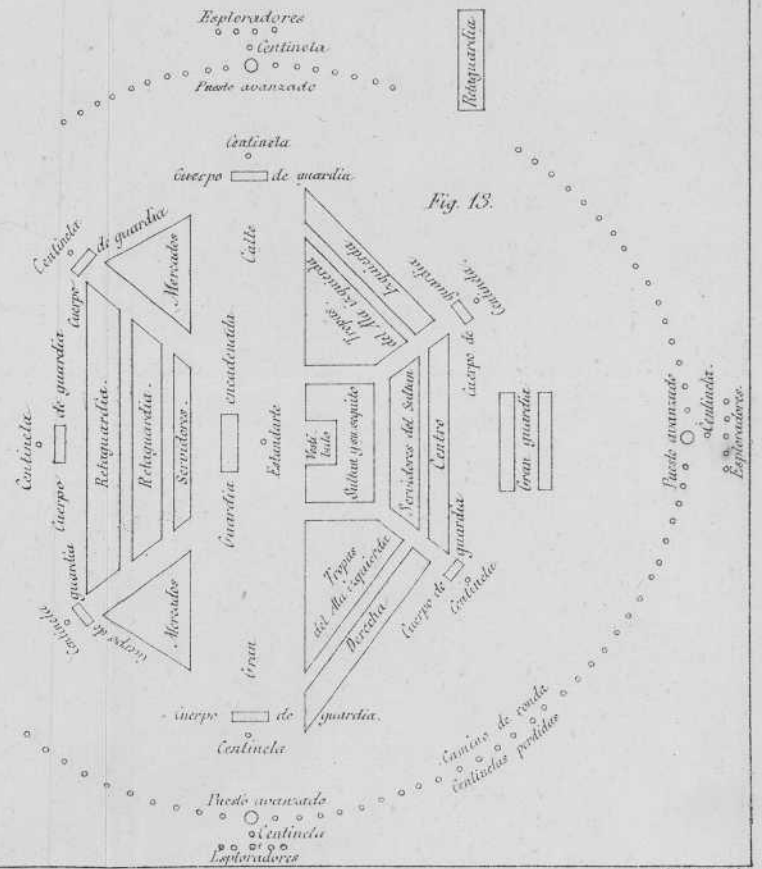 Esploradores
Centinela
Puesto avanzado
Retaguardia
Centinela
Cuerpo de guardia
Fig. 13.
Centinela
Cuerpo de guardia
Mercados
Calle
Izquierda
Tropas
del Ala izquierda
Centinela.
Cuerpo de guardia
Centinela
Cuerpo de guardia
Retaguardia.
Retaguardia.
Servidores.
Guardia encadenada
Estandarte
Vestí
bulo
Sultan y su sequito
Servidores del Sultan
Centro
Gran guardia
Puesto avanzado
Centinela.
Esploradores.
Centinela
Cuerpo de guardia
Mercados
Gran
Tropas
del Ala izquierda
Derecha
Cuerpo de guardia
Centinela
Cuerpo de guardia.
Centinela
Camino de ronda
Centinelas perdidas
Puesto avanzado
Centinela
Esploradores